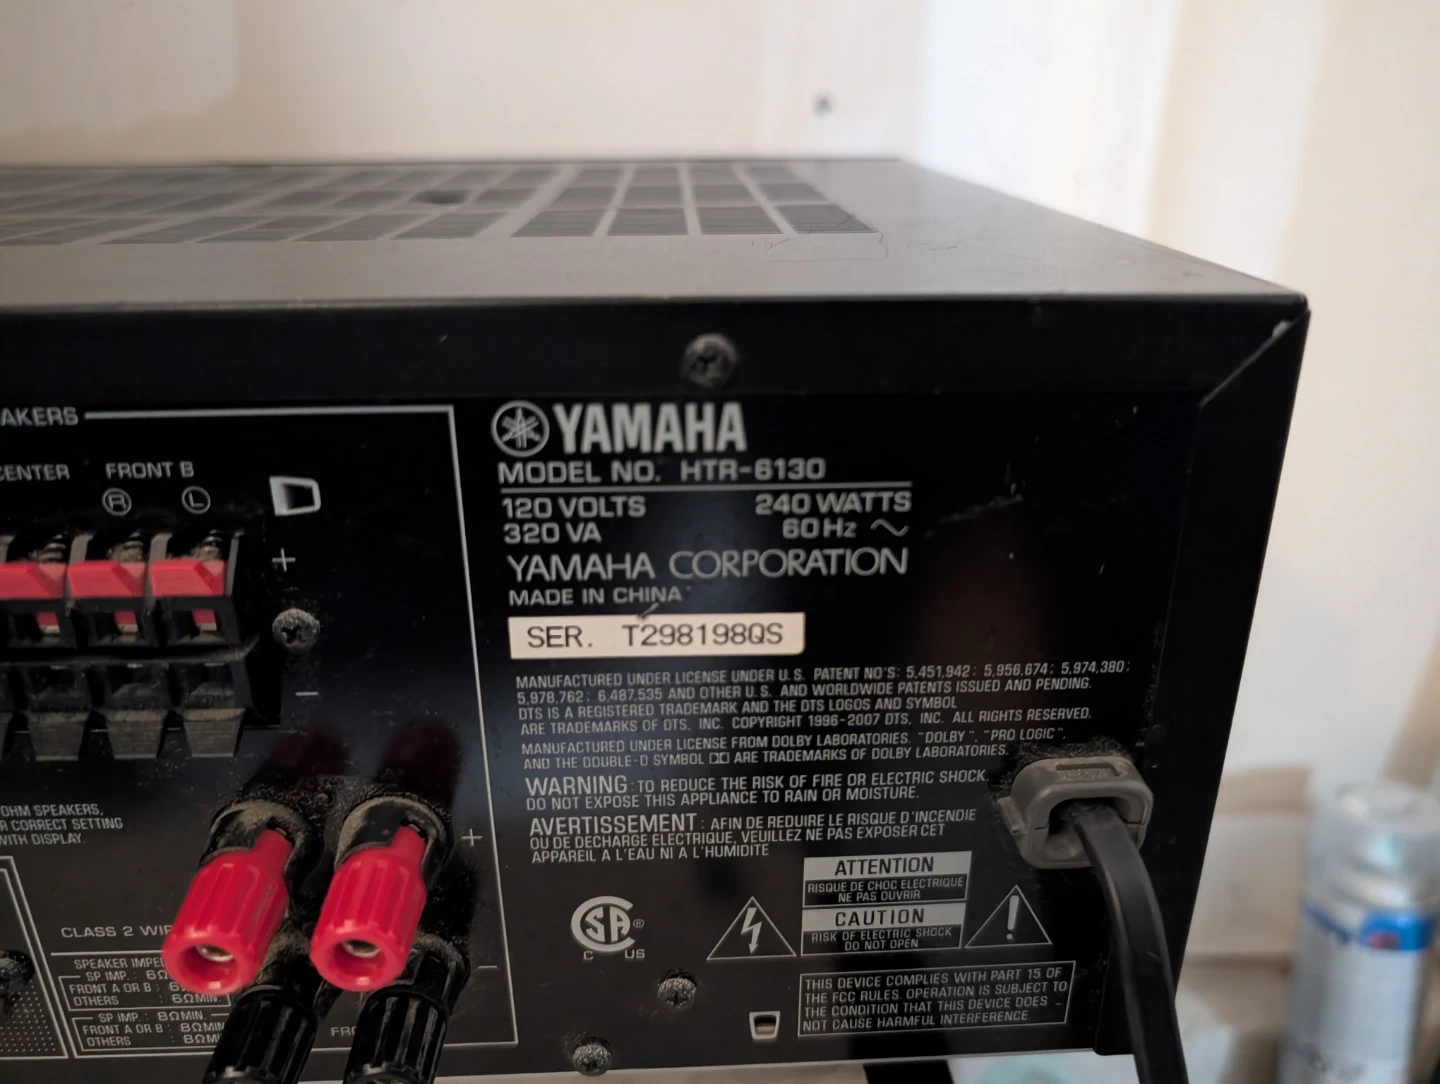 CENTER FRONT B
R L
+
-
OHM SPEAKERS,
CORRECT SETTING
WITH DISPLAY.
+
-
CLASS 2
SP IMP.: 6Ω
FRONT A OR B : 6
OTHERS : 6ΩMIN.
SP IMP.: 8ΩMIN.
FRONT A OR B : 8ΩMIN
OTHERS : 8ΩMIN
YAMAHA
MODEL NO. HTR-6130
120 VOLTS 240 WATTS
320 VA 60 Hz
YAMAHA CORPORATION
MADE IN CHINA
SER. T298198QS
MANUFACTURED UNDER LICENSE UNDER U.S. PATENT NO'S: 5,451,942; 5,956,674; 5,974,380;
5,978,762; 6,487,535 AND OTHER U.S. AND WORLDWIDE PATENTS ISSUED AND PENDING.
DTS IS A REGISTERED TRADEMARK AND THE DTS LOGOS AND SYMBOL
ARE TRADEMARKS OF DTS, INC. COPYRIGHT 1996-2007 DTS, INC. ALL RIGHTS RESERVED.
MANUFACTURED UNDER LICENSE FROM DOLBY LABORATORIES. "DOLBY", "PRO LOGIC",
AND THE DOUBLE-D SYMBOL ARE TRADEMARKS OF DOLBY LABORATORIES.
WARNING : TO REDUCE THE RISK OF FIRE OR ELECTRIC SHOCK,
DO NOT EXPOSE THIS APPLIANCE TO RAIN OR MOISTURE.
AVERTISSEMENT : AFIN DE REDUIRE LE RISQUE D'INCENDIE
OU DE DECHARGE ELECTRIQUE, VEUILLEZ NE PAS EXPOSER CET
APPAREIL A L'EAU NI A L'HUMIDITE
ATTENTION
RISQUE DE CHOC ELECTRIQUE
NE PAS OUVRIR
CAUTION
RISK OF ELECTRIC SHOCK
DO NOT OPEN
SA ®
C US
THIS DEVICE COMPLIES WITH PART 15 OF
THE FCC RULES. OPERATION IS SUBJECT TO
THE CONDITION THAT THIS DEVICE DOES
NOT CAUSE HARMFUL INTERFERENCE.